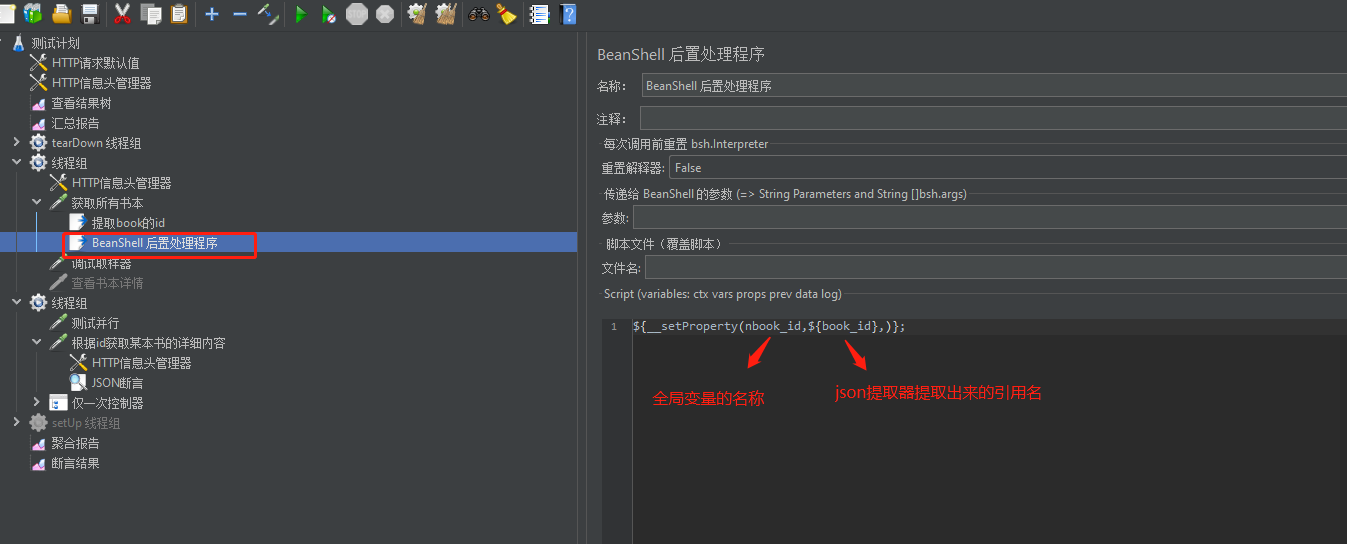 STOP
测试计划
HTTP请求默认值
HTTP信息头管理器
查看结果树
汇总报告
tearDown 线程组
线程组
HTTP信息头管理器
获取所有书本
提取book的id
BeanShell 后置处理程序
调试取样器
查看书本详情
线程组
测试并行
根据id获取某本书的详细内容
HTTP信息头管理器
JSON断言
仅一次控制器
setUp 线程组
聚合报告
断言结果
BeanShell 后置处理程序
名称： BeanShell 后置处理程序
注释：
每次调用前重置 bsh.Interpreter
重置解释器: False
传递给 BeanShell 的参数 (=> String Parameters and String []bsh.args)
参数:
脚本文件（覆盖脚本）
文件名:
Script (variables: ctx vars props prev data log)
1 ${__setProperty(nbook_id,${book_id},)};
全局变量的名称
json提取器提取出来的引用名